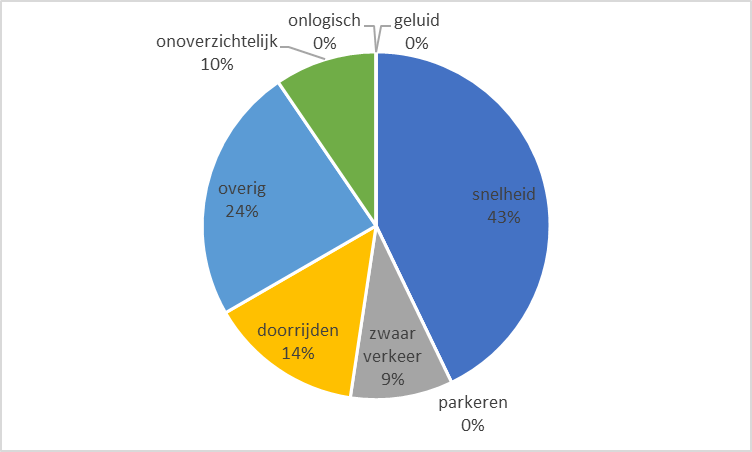 onlogisch
0%
geluid
0%
onoverzichtelijk
10%
snelheid
43%
overig
24%
doorrijden
14%
zwaar
verkeer
9%
parkeren
0%